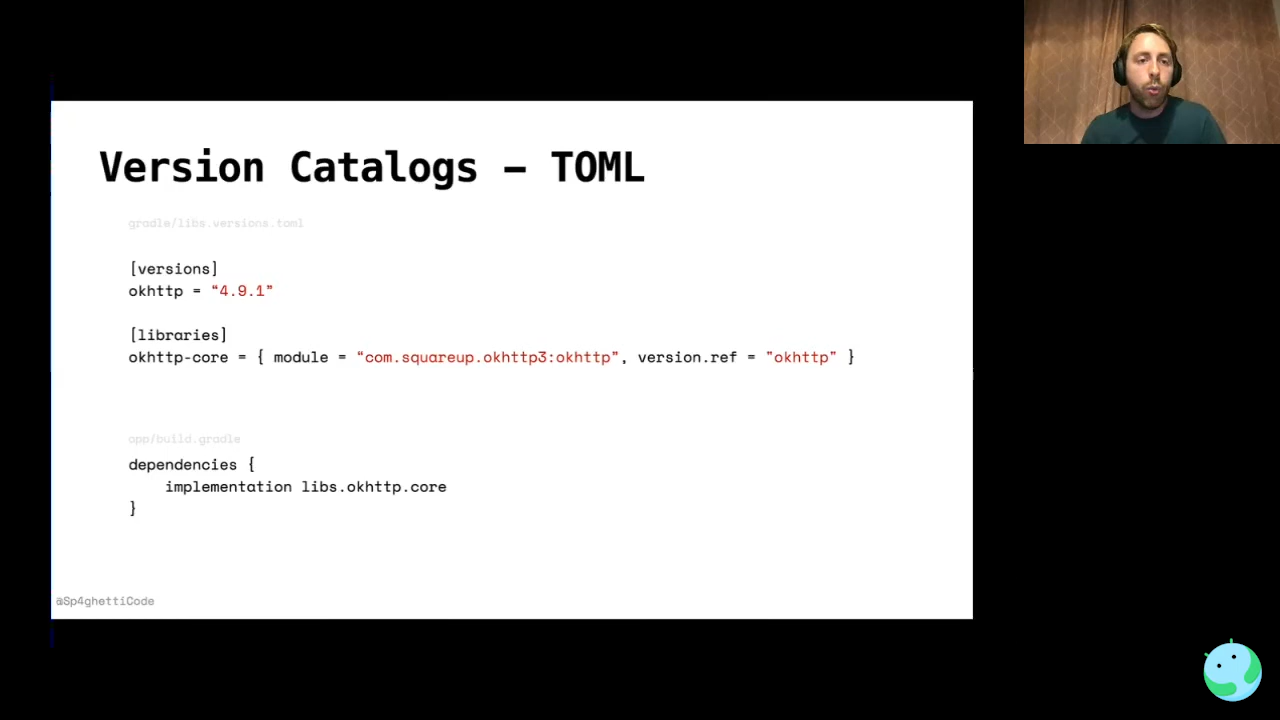 Version Catalogs – TOML
gradle/libs.versions.toml
[versions]
okhttp = “4.9.1”
[libraries]
okhttp-core = { module = “com.squareup.okhttp3:okhttp”, version.ref = "okhttp” }
app/build.gradle
dependencies {
implementation libs.okhttp.core
}
@Sp4ghettiCode